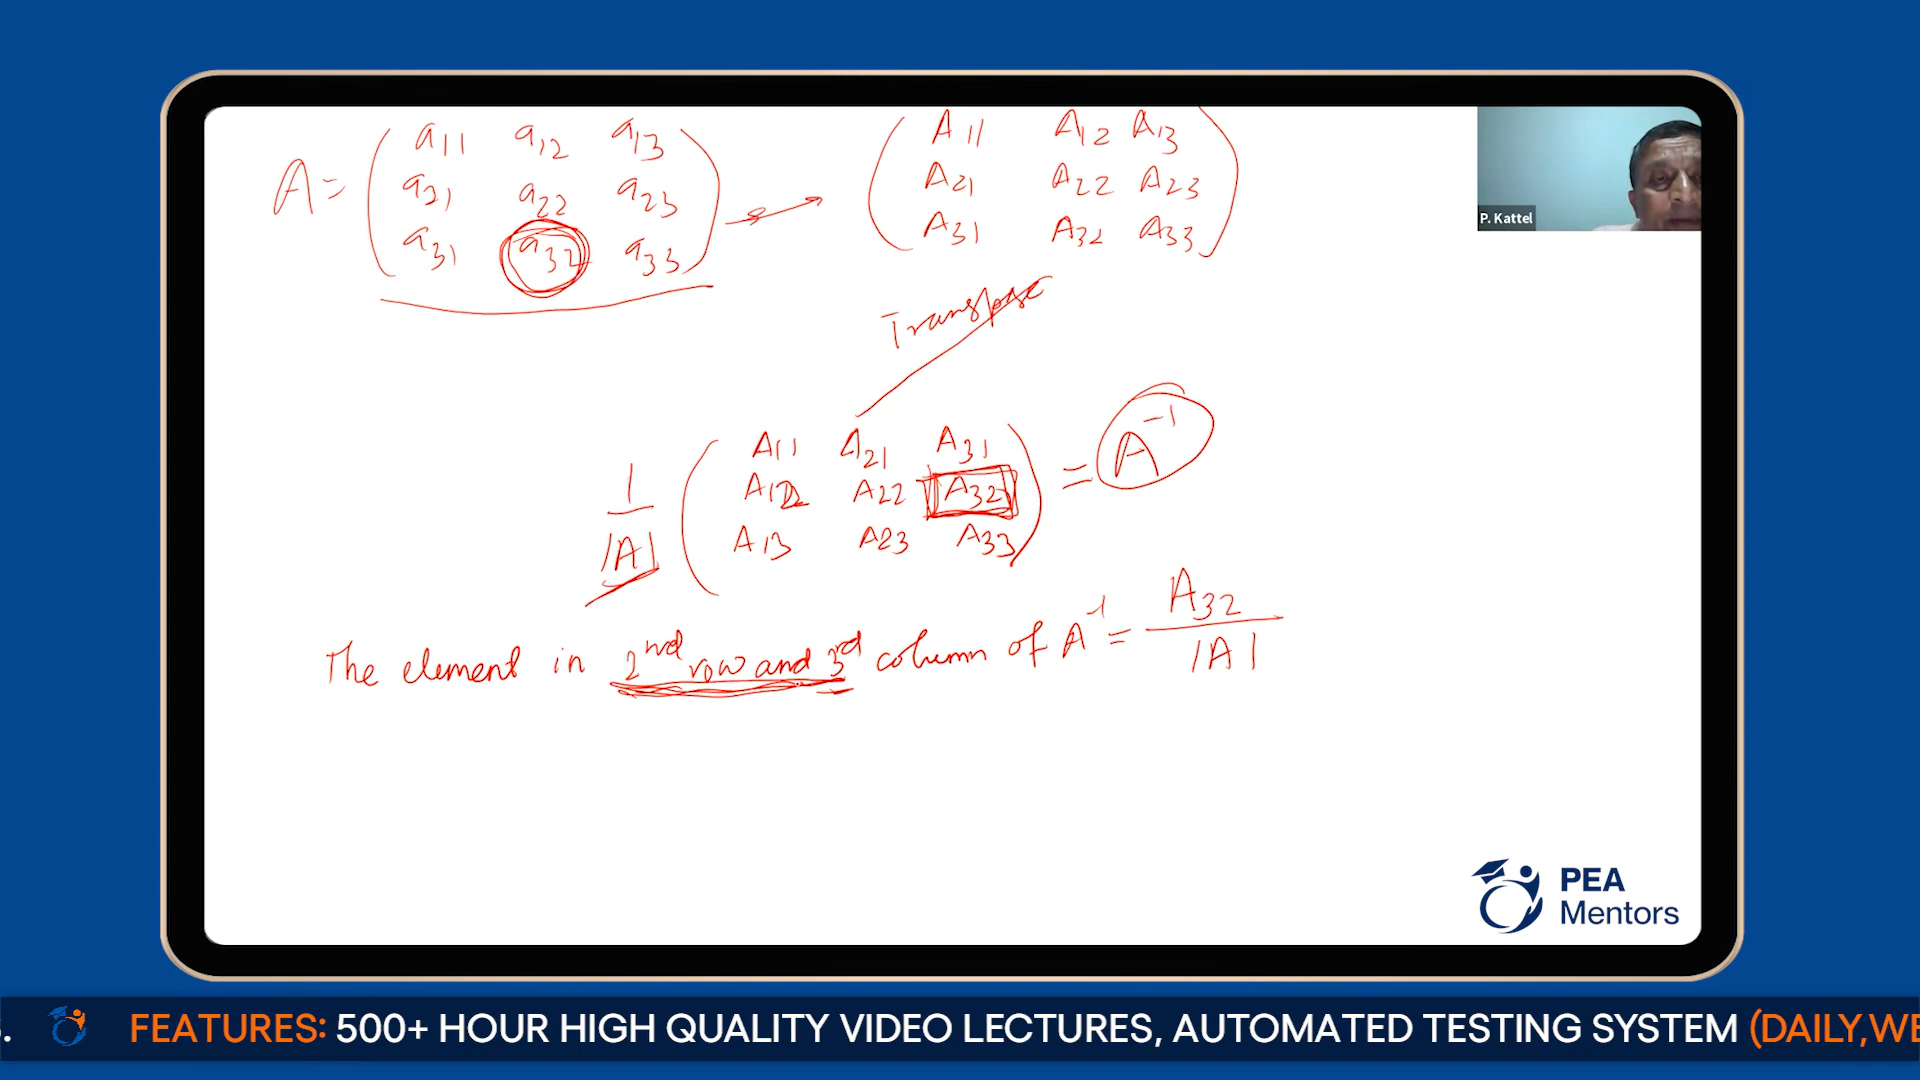 A = ( a11 a12 a13
a21 a22 a23
a31 a32 a33 )
( A11 A12 A13
A21 A22 A23
A31 A32 A33 )
P. Kattel
Transpose
1/|A| ( A11 A21 A31
A12 A22 A32
A13 A23 A33 ) = A⁻¹
The element in 2nd row and 3rd column of A⁻¹ = A32/|A|
PEA
Mentors
FEATURES: 500+ HOUR HIGH QUALITY VIDEO LECTURES, AUTOMATED TESTING SYSTEM (DAILY,WE